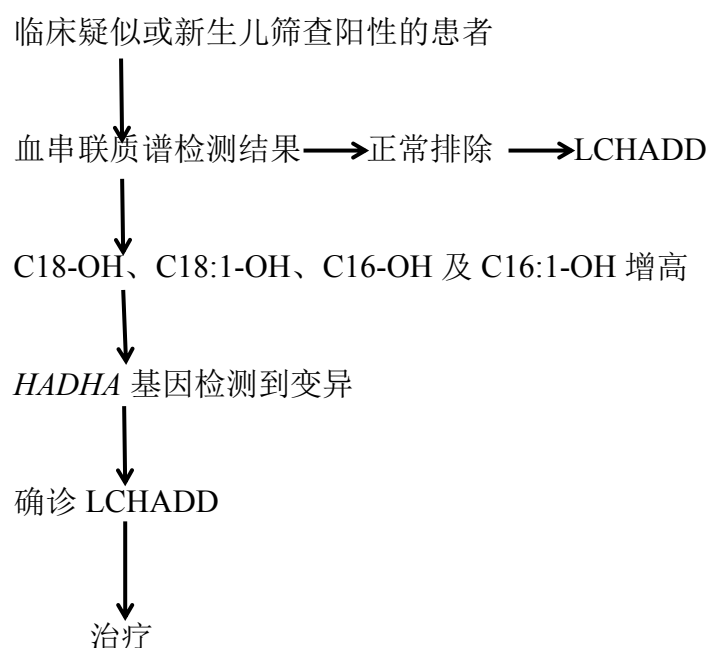 临床疑似或新生儿筛查阳性的患者
血串联质谱检测结果 正常排除 LCHADD
C18-OH、C18:1-OH、C16-OH 及 C16:1-OH 增高
HADHA 基因检测到变异
确诊 LCHADD
治疗